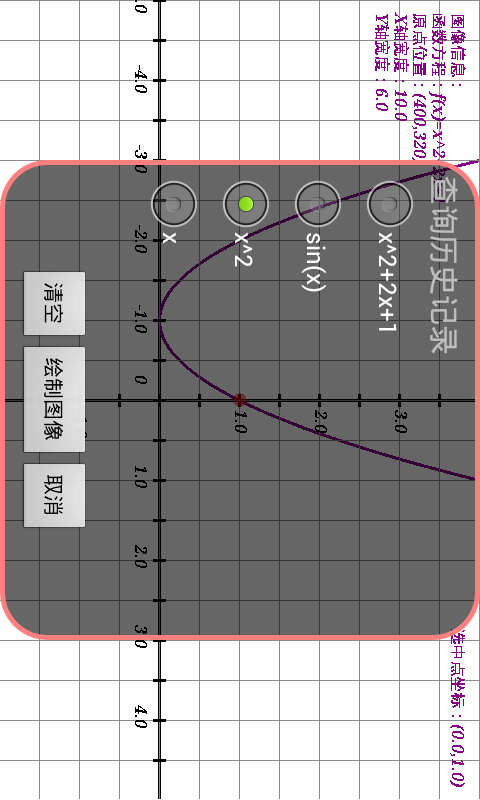 图像信息：
函数方程：f(x)=x^2
原点位置：(400,320,
X轴宽度：10.0
Y轴宽度：6.0
选中点坐标：(0.0,1.0)
查询历史记录
x^2+2x+1
sin(x)
x^2
x
3.0
2.0
1.0
-4.0 -3.0 -2.0 -1.0 0 1.0 2.0 3.0 4.0
清空 绘制图像 取消